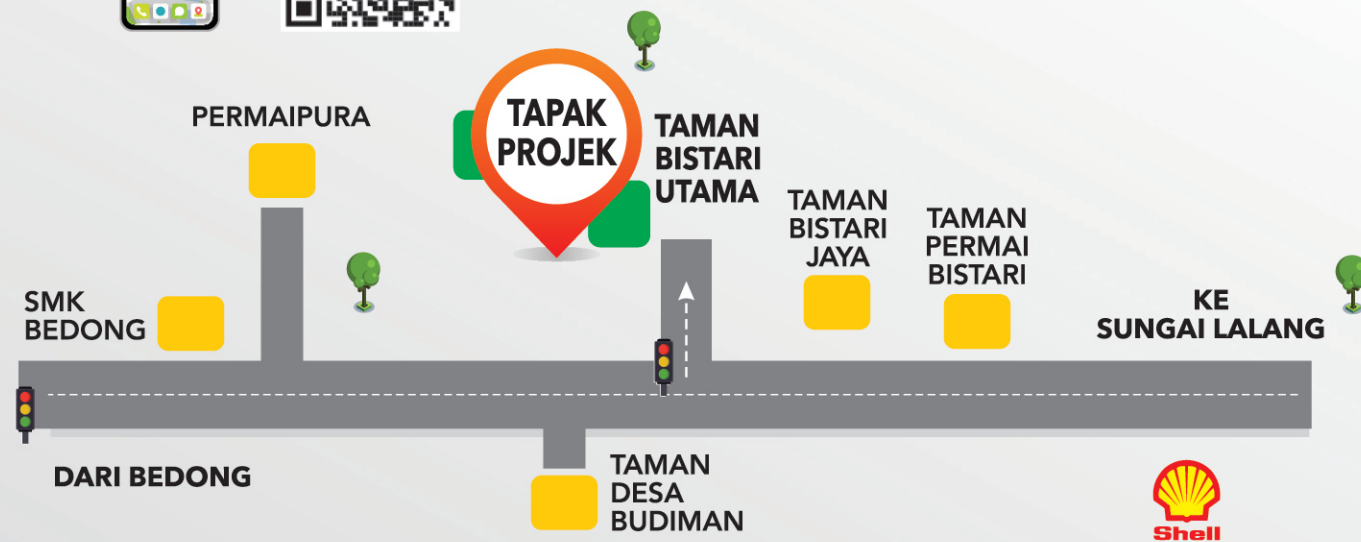 PERMAIPURA
TAPAK
PROJEK
TAMAN
BISTARI
UTAMA
TAMAN
BISTARI
JAYA
TAMAN
PERMAI
BISTARI
SMK
BEDONG
KE
SUNGAI LALANG
DARI BEDONG
TAMAN
DESA
BUDIMAN
Shell